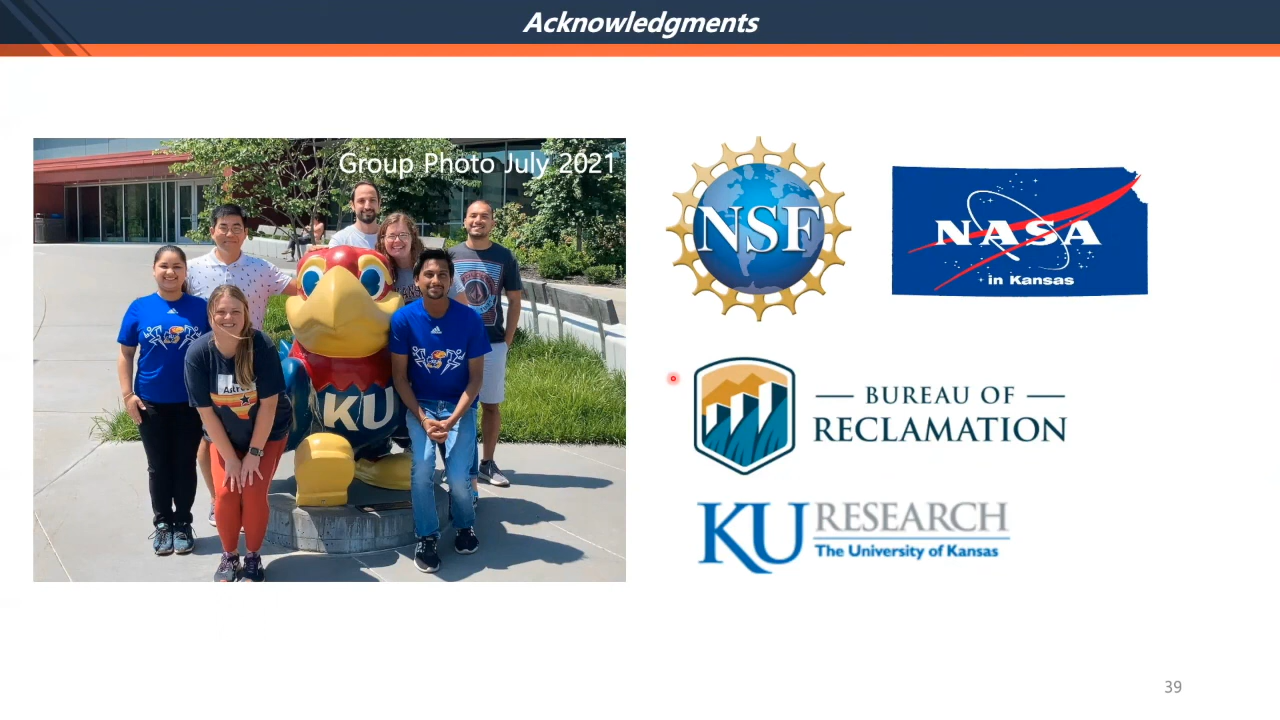 Acknowledgments
Group Photo July 2021
KU
NSF
NASA
in Kansas
BUREAU OF
RECLAMATION
KU RESEARCH
The University of Kansas
39